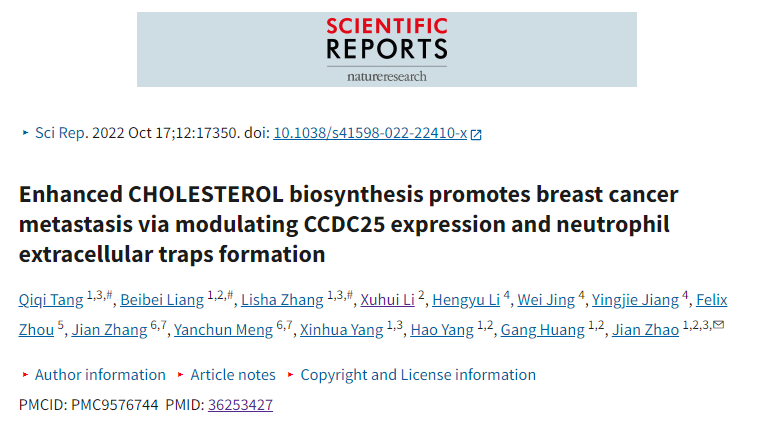 SCIENTIFIC
REPORTS
natureresearch
Sci Rep. 2022 Oct 17;12:17350. doi: 10.1038/s41598-022-22410-x
Enhanced CHOLESTEROL biosynthesis promotes breast cancer
metastasis via modulating CCDC25 expression and neutrophil
extracellular traps formation
Qiqi Tang 1,3,#, Beibei Liang 1,2,#, Lisha Zhang 1,3,#, Xuhui Li 2, Hengyu Li 4, Wei Jing 4, Yingjie Jiang 4, Felix
Zhou 5, Jian Zhang 6,7, Yanchun Meng 6,7, Xinhua Yang 1,3, Hao Yang 1,2, Gang Huang 1,2, Jian Zhao 1,2,3,✉
▸ Author information ▸ Article notes ▸ Copyright and License information
PMCID: PMC9576744 PMID: 36253427